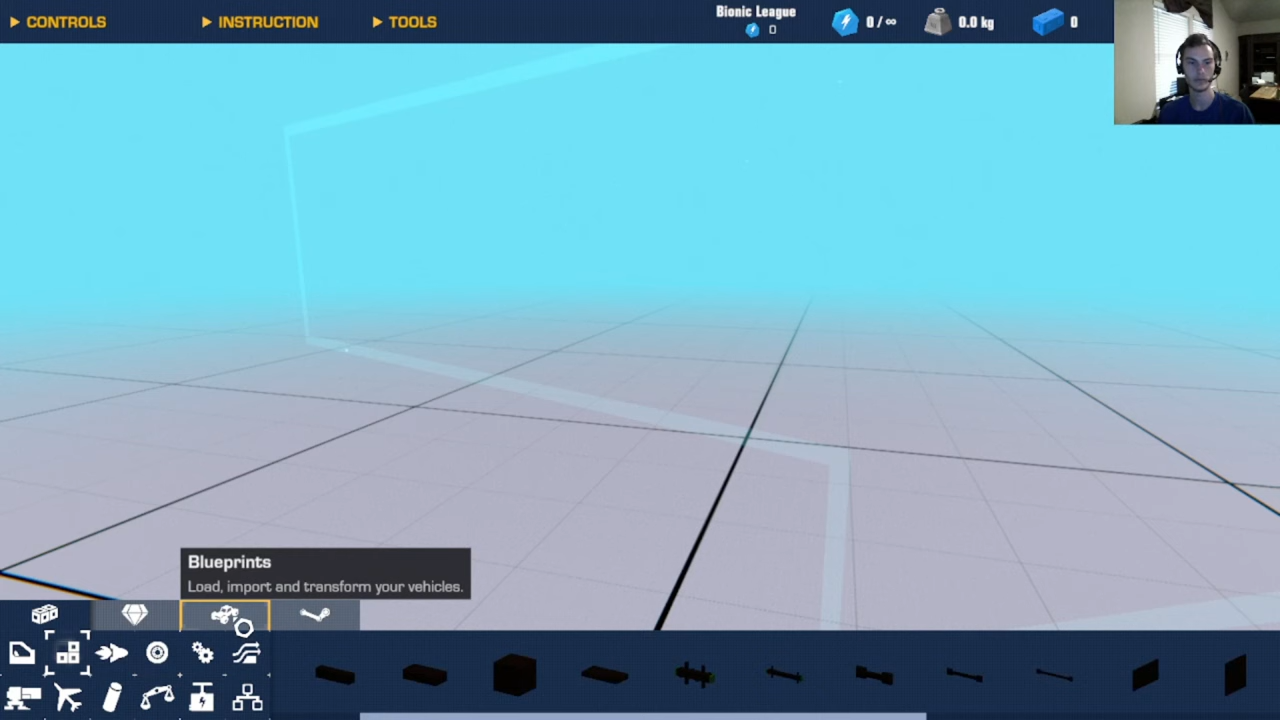 CONTROLS
INSTRUCTION
TOOLS
Bionic League
0
0 / ∞
0.0 kg
0
Blueprints
Load, import and transform your vehicles.